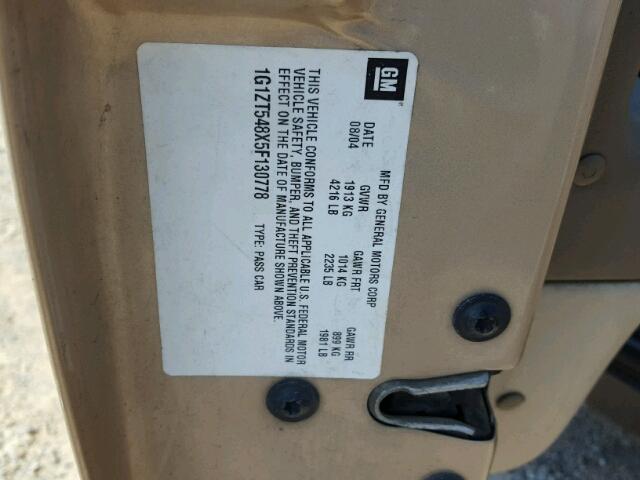 GM
MFD BY GENERAL MOTORS CORP
DATE GVWR GAWR FRT GAWR RR
08/04 1913 KG 1014 KG 899 KG
4216 LB 2235 LB 1981 LB
THIS VEHICLE CONFORMS TO ALL APPLICABLE U.S. FEDERAL MOTOR
VEHICLE SAFETY, BUMPER, AND THEFT PREVENTION STANDARDS IN
EFFECT ON THE DATE OF MANUFACTURE SHOWN ABOVE.
1G1ZT548X5F130778 TYPE: PASS CAR